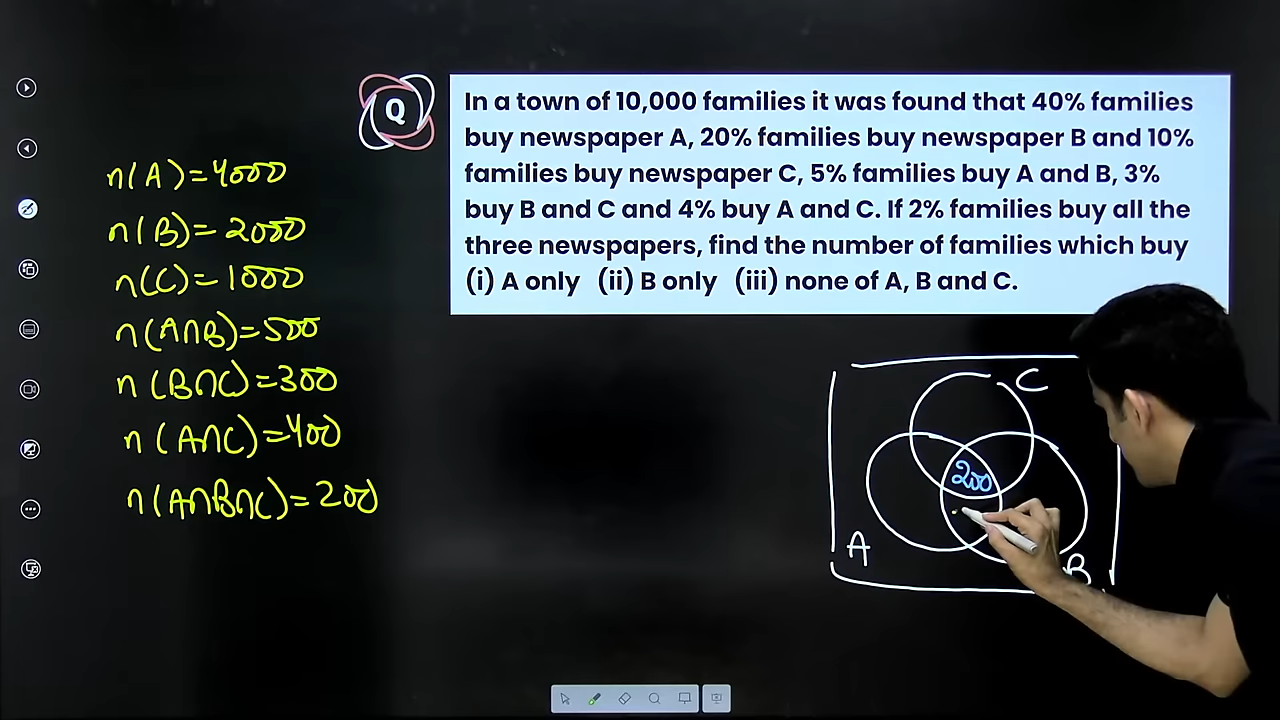 Q
In a town of 10,000 families it was found that 40% families
buy newspaper A, 20% families buy newspaper B and 10%
families buy newspaper C, 5% families buy A and B, 3%
buy B and C and 4% buy A and C. If 2% families buy all the
three newspapers, find the number of families which buy
(i) A only (ii) B only (iii) none of A, B and C.
n(A)=4000
n(B)=2000
n(C)=1000
n(A∩B)=500
n(B∩C)=300
n(A∩C)=400
n(A∩B∩C)=200
C
200
A
B